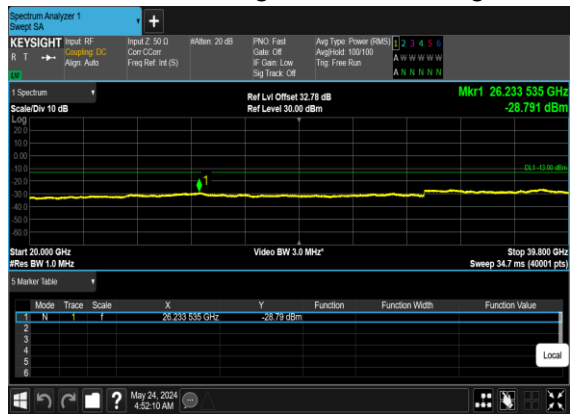 Spectrum Analyzer 1
Swept SA
KEYSIGHT Input: RF Input Z: 50 Ω #Atten: 20 dB PNO: Fast Avg Type: Power (RMS) 1 2 3 4 5 6
R T Coupling: DC Corr CCorr Gate: Off Avg|Hold: 100/100 A W W W W W
Align: Auto Freq Ref: Int (S) IF Gain: Low Trig: Free Run
LW Sig Track: Off A N N N N N
1 Spectrum Ref Lvl Offset 32.78 dB Mkr1 26.233 535 GHz
Scale/Div 10 dB Ref Level 30.00 dBm -28.791 dBm
Log
20.0
10.0
0.00
-10.0 DL1 -13.00 dBm
-20.0 1
-30.0
-40.0
-50.0
-60.0
Start 20.000 GHz Video BW 3.0 MHz* Stop 39.800 GHz
#Res BW 1.0 MHz Sweep 34.7 ms (40001 pts)
5 Marker Table
Mode Trace Scale X Y Function Function Width Function Value
1 N 1 f 26.233 535 GHz -28.79 dBm
2
3
4
5
6
Local
? May 24, 2024
4:52:10 AM